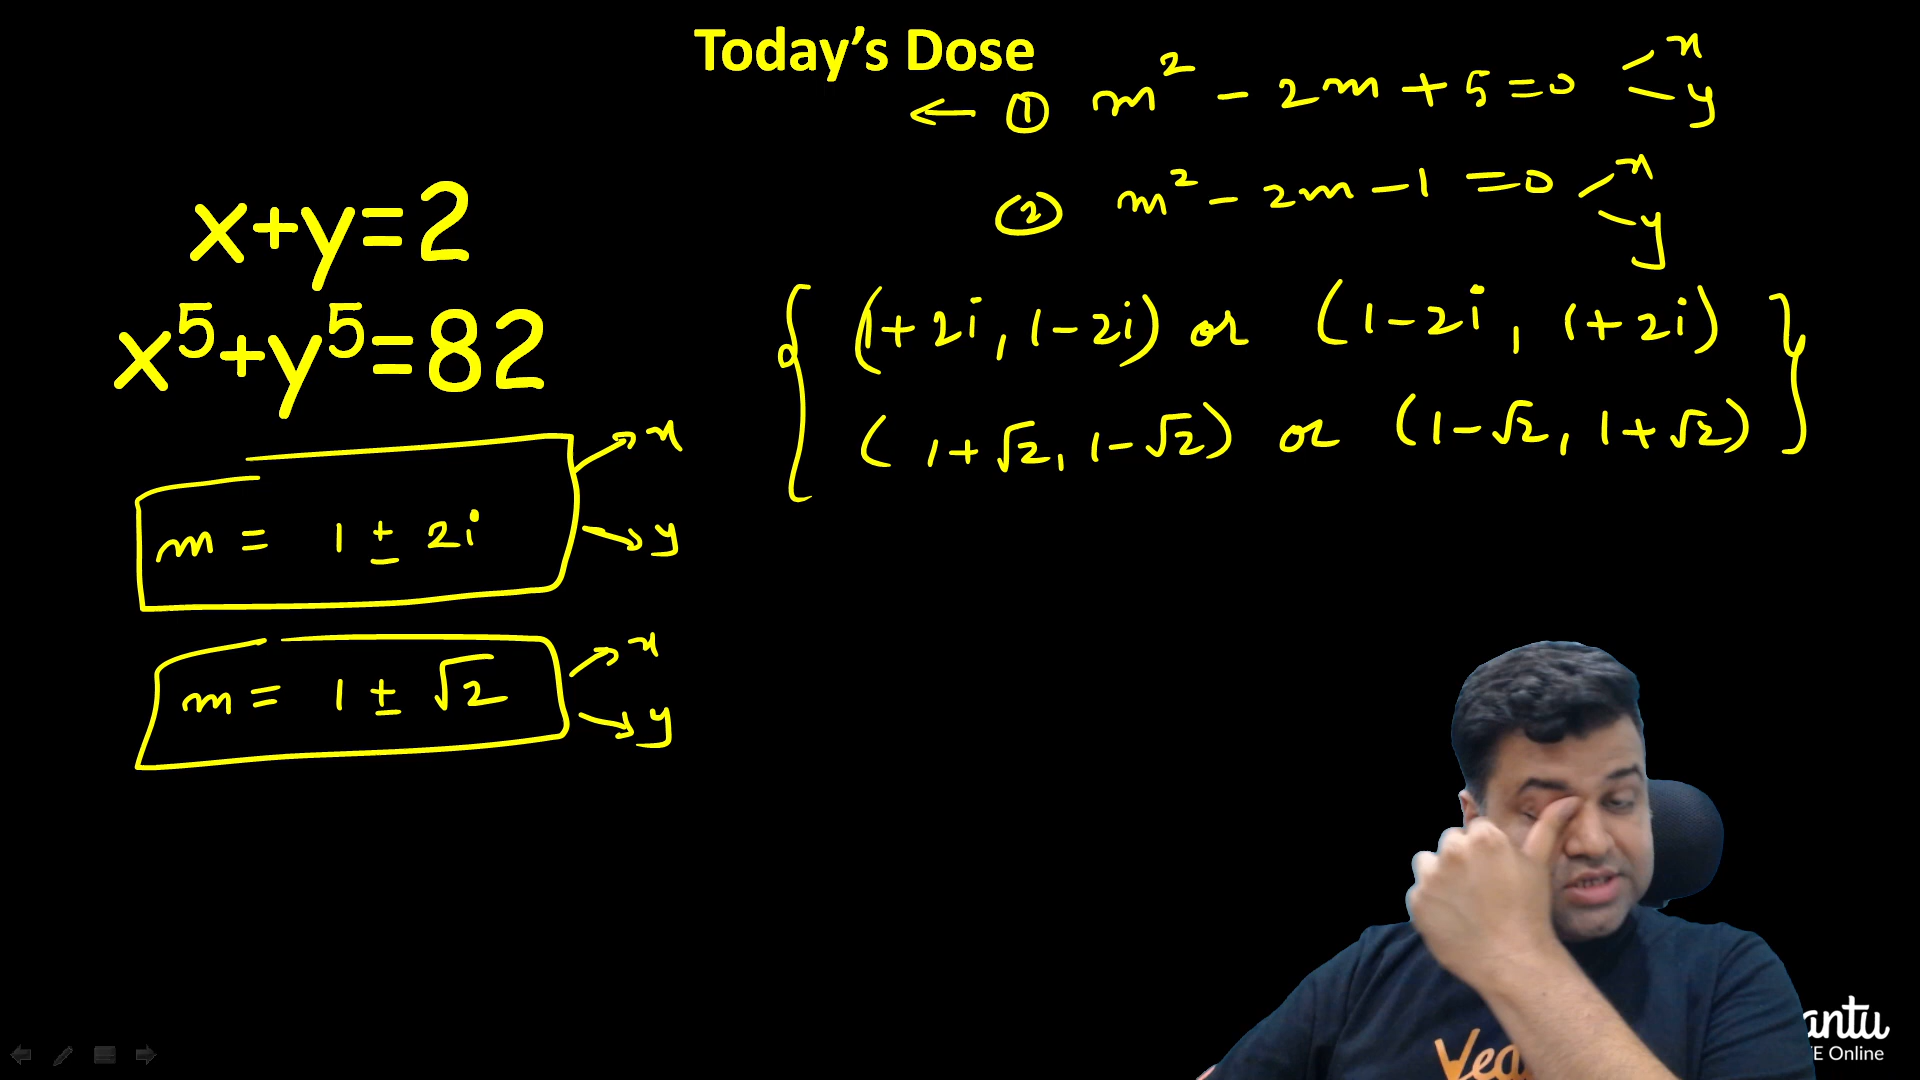 Today's Dose
← ① m² - 2m + 5 = 0 x y
② m² - 2m - 1 = 0 x y
x+y=2
x⁵+y⁵=82
{ (1+2i, 1-2i) or (1-2i, 1+2i) }
(1+√2, 1-√2) or (1-√2, 1+√2)
m = 1 ± 2i x y
m = 1 ± √2 x y
antu
E Online
Veda